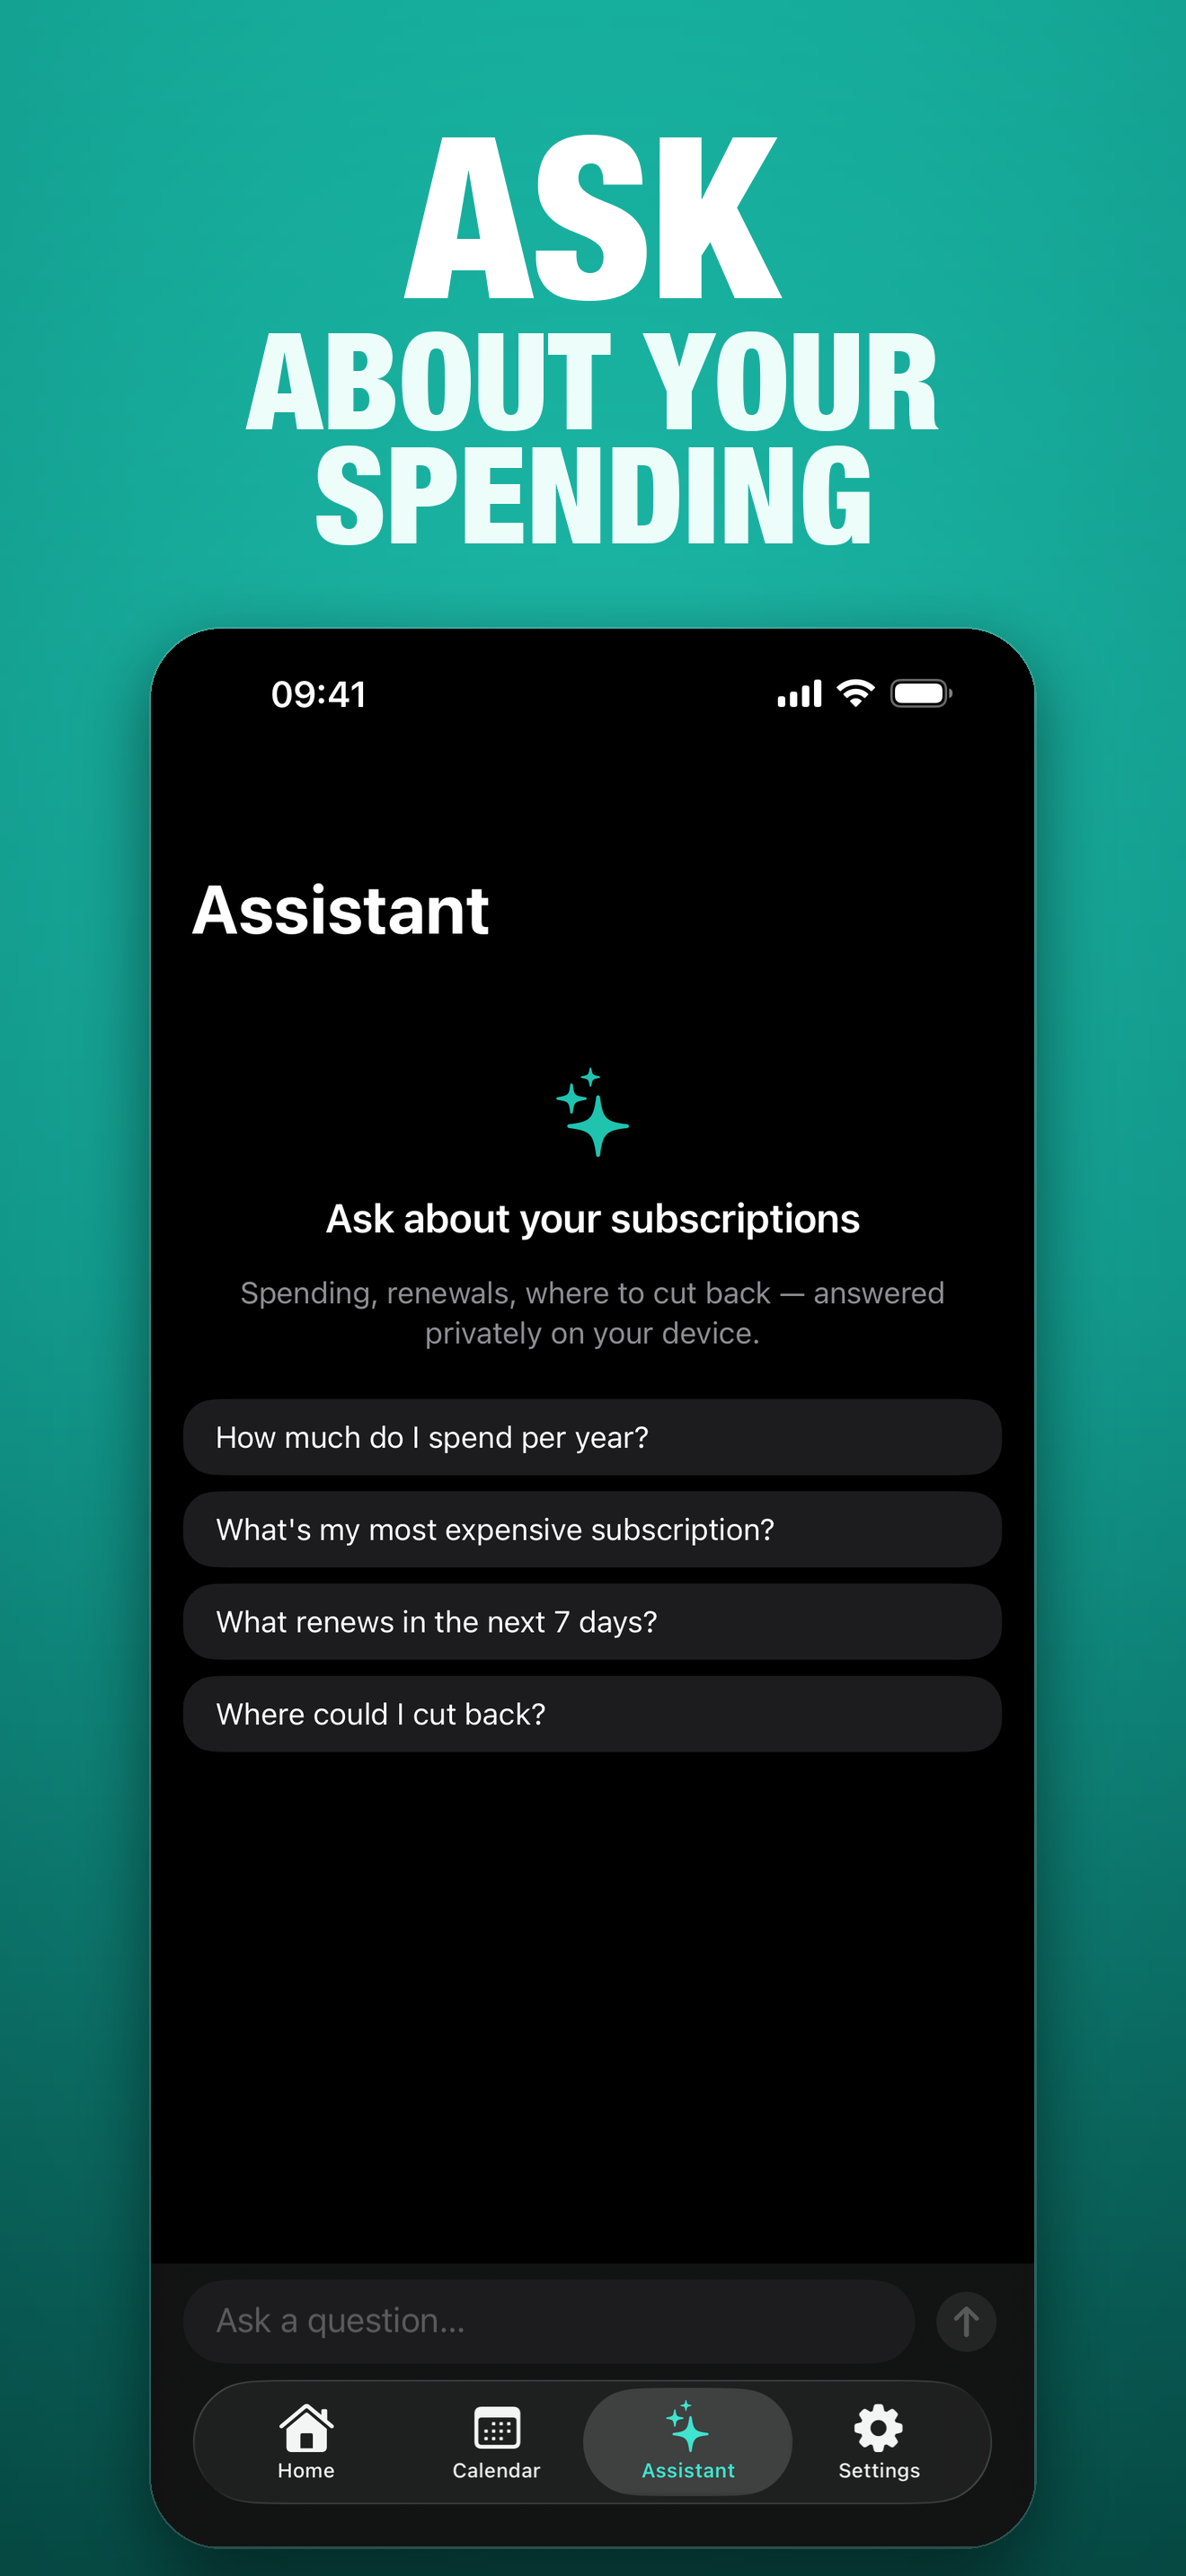 ASK
ABOUT YOUR
SPENDING
09:41
Assistant
Ask about your subscriptions
Spending, renewals, where to cut back — answered
privately on your device.
How much do I spend per year?
What's my most expensive subscription?
What renews in the next 7 days?
Where could I cut back?
Ask a question...
Home
Calendar
Assistant
Settings